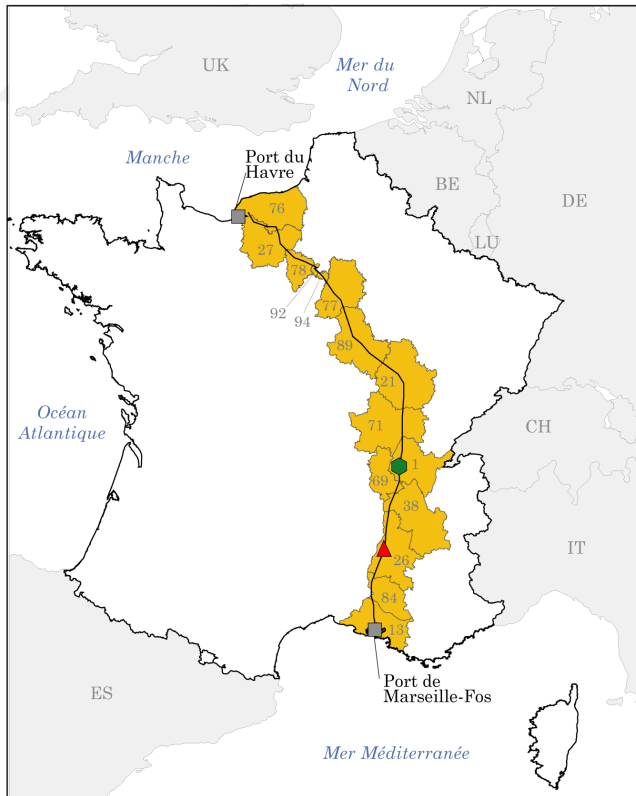 UK
Mer du
Nord
NL
Manche
Port du
Havre
BE
DE
76
LU
27
78
92
94
77
89
21
Océan
Atlantique
71
CH
69
1
38
IT
26
84
13
Port de
Marseille-Fos
ES
Mer Méditerranée